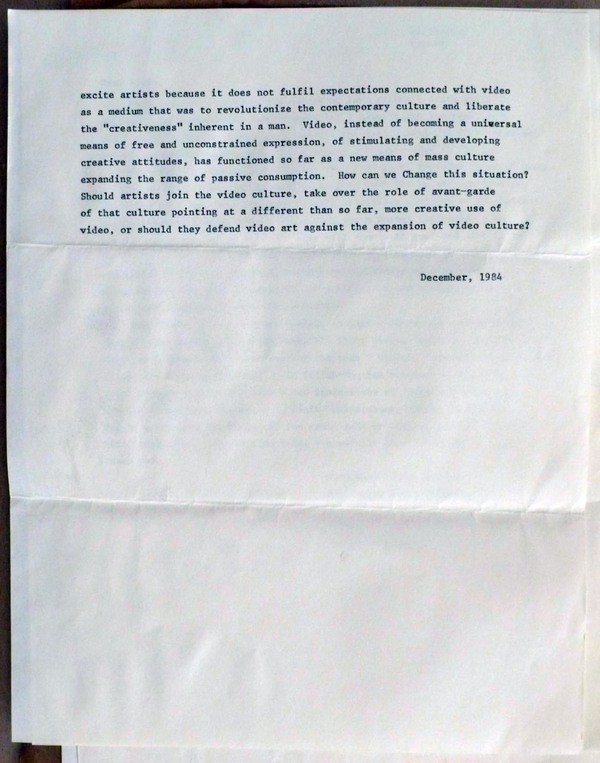 excite artists because it does not fulfil expectations connected with video
as a medium that was to revolutionize the contemporary culture and liberate
the "creativeness" inherent in a man. Video, instead of becoming a universal
means of free and unconstrained expression, of stimulating and developing
creative attitudes, has functioned so far as a new means of mass culture
expanding the range of passive consumption. How can we Change this situation?
Should artists join the video culture, take over the role of avant-garde
of that culture pointing at a different than so far, more creative use of
video, or should they defend video art against the expansion of video culture?
December, 1984